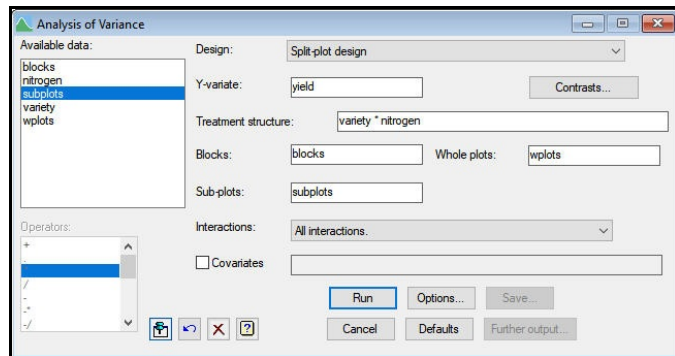 Analysis of Variance
Available data:
blocks
nitrogen
subplots
variety
wplots
Design: Split-plot design
Y-variate: yield Contrasts...
Treatment structure: variety * nitrogen
Blocks: blocks Whole plots: wplots
Sub-plots: subplots
Operators:
+
.
*
/
-
-*
-/
Interactions: All interactions.
Covariates
Run Options... Save...
Cancel Defaults Further output...